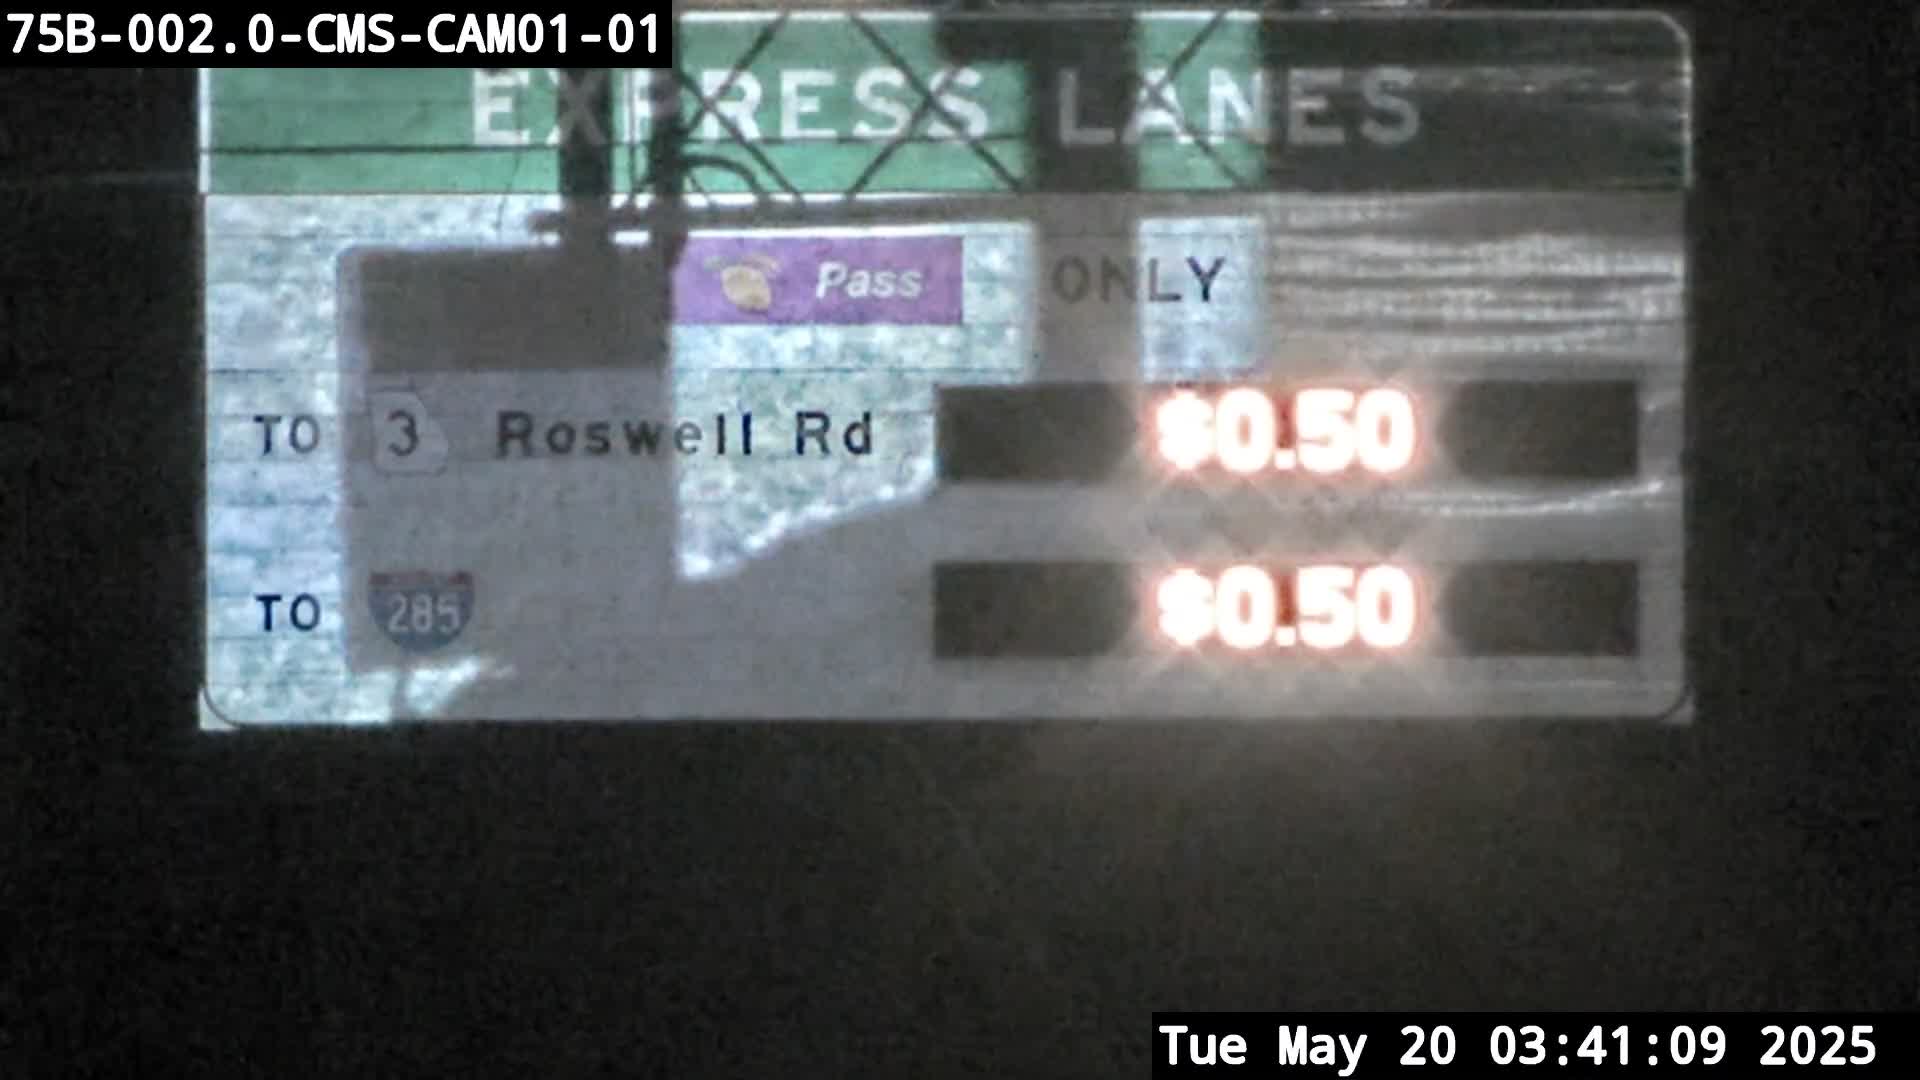 75B-002.0-CMS-CAM01-01
EXPRESS LANES
Pass ONLY
TO 3 Roswell Rd $0.50
TO 285 $0.50
Tue May 20 03:41:09 2025